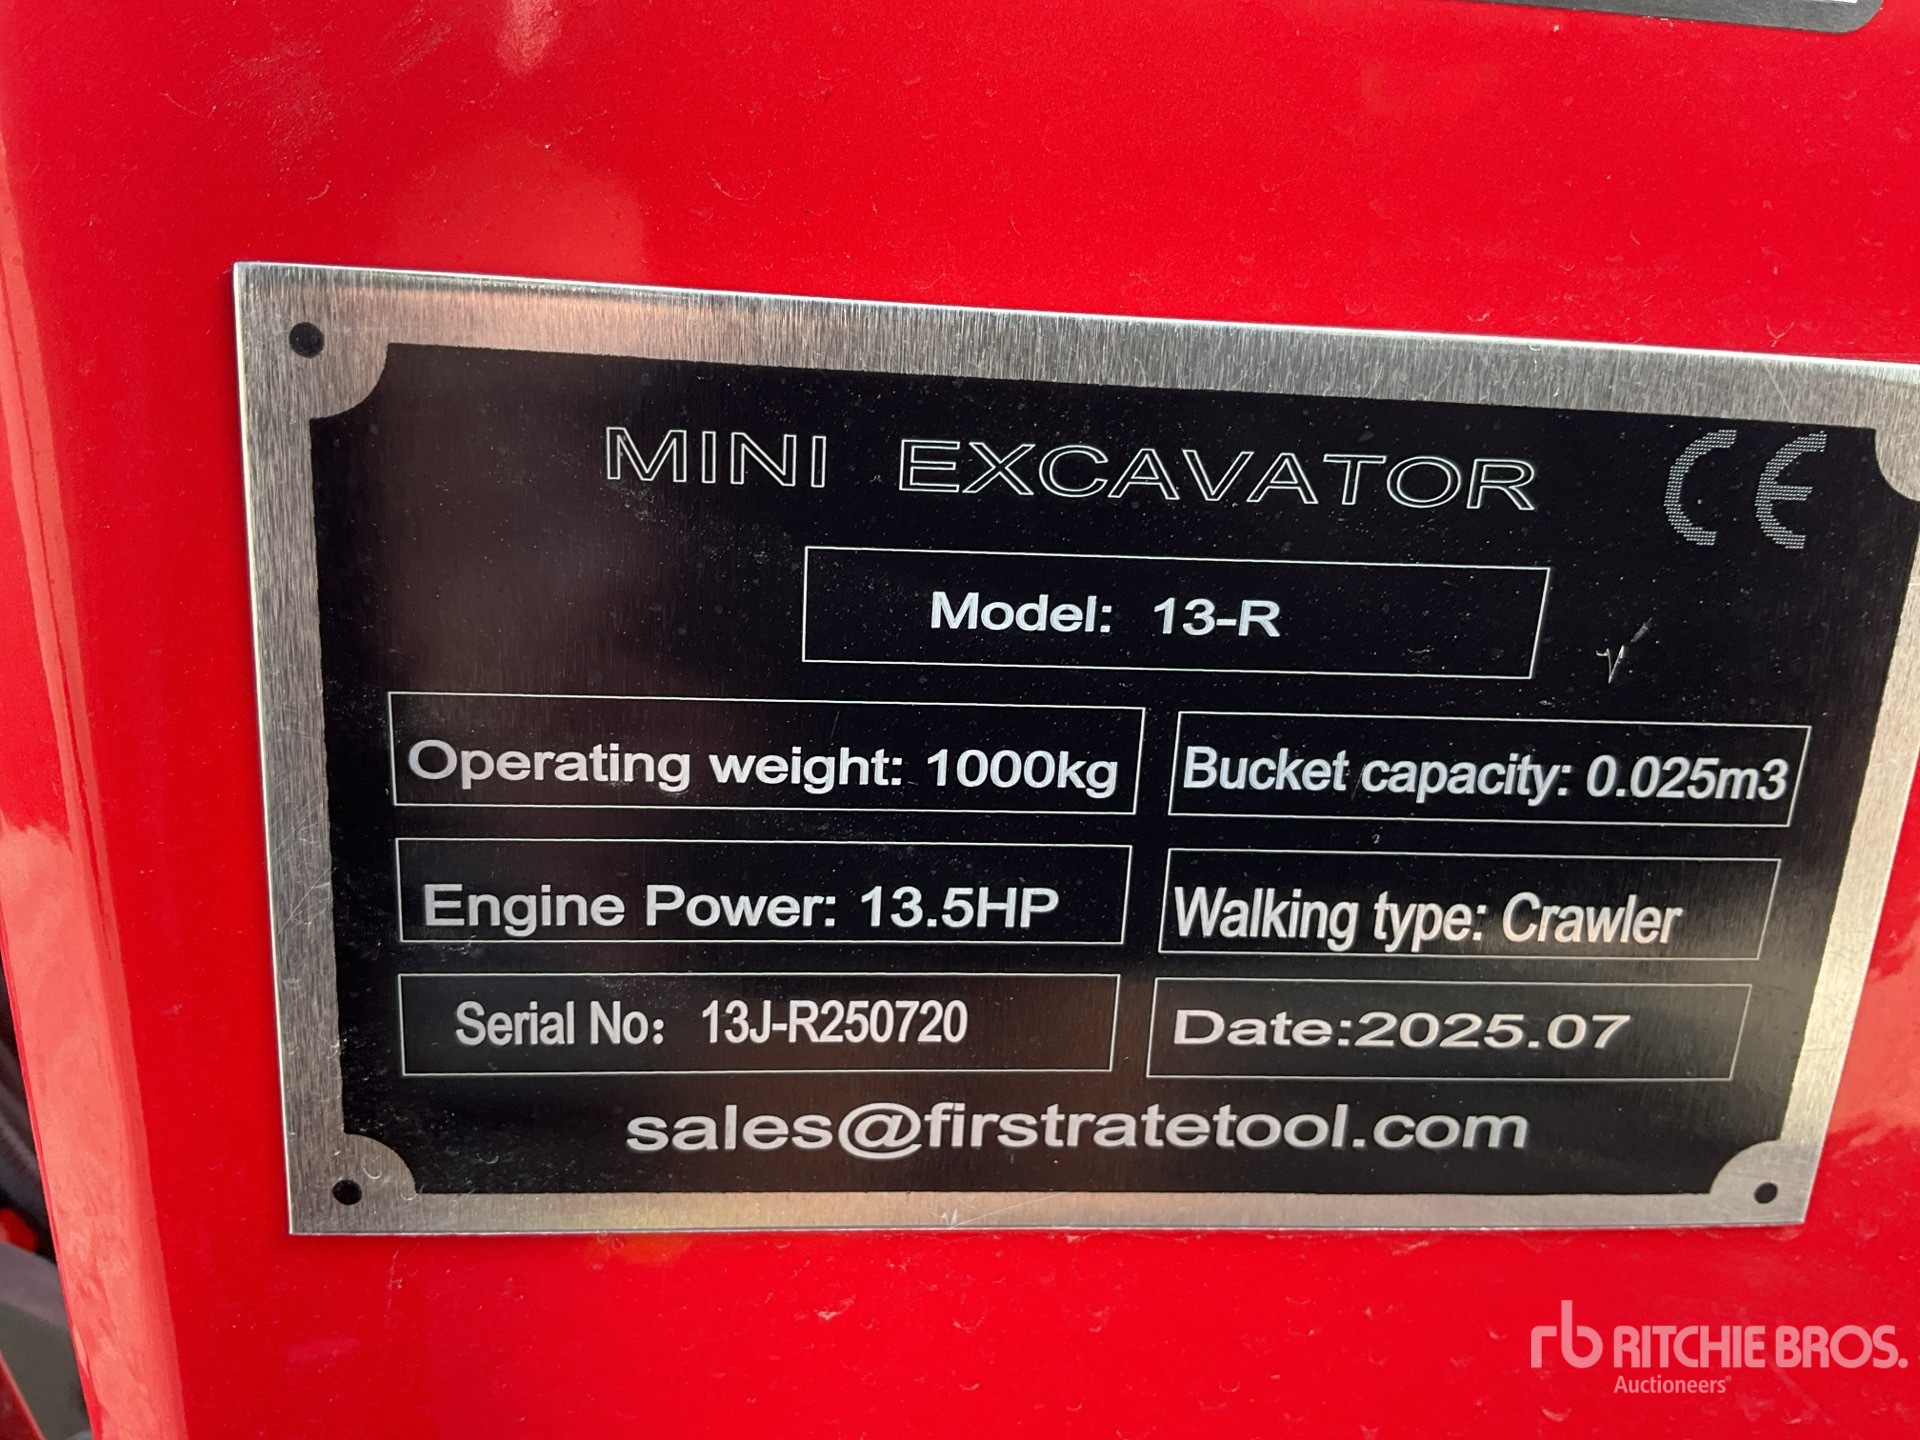 MINI EXCAVATOR CE
Model: 13-R
Operating weight: 1000kg Bucket capacity: 0.025m3
Engine Power: 13.5HP Walking type: Crawler
Serial No: 13J-R250720 Date:2025.07
sales@firstratetool.com
rb RITCHIE BROS.
Auctioneers